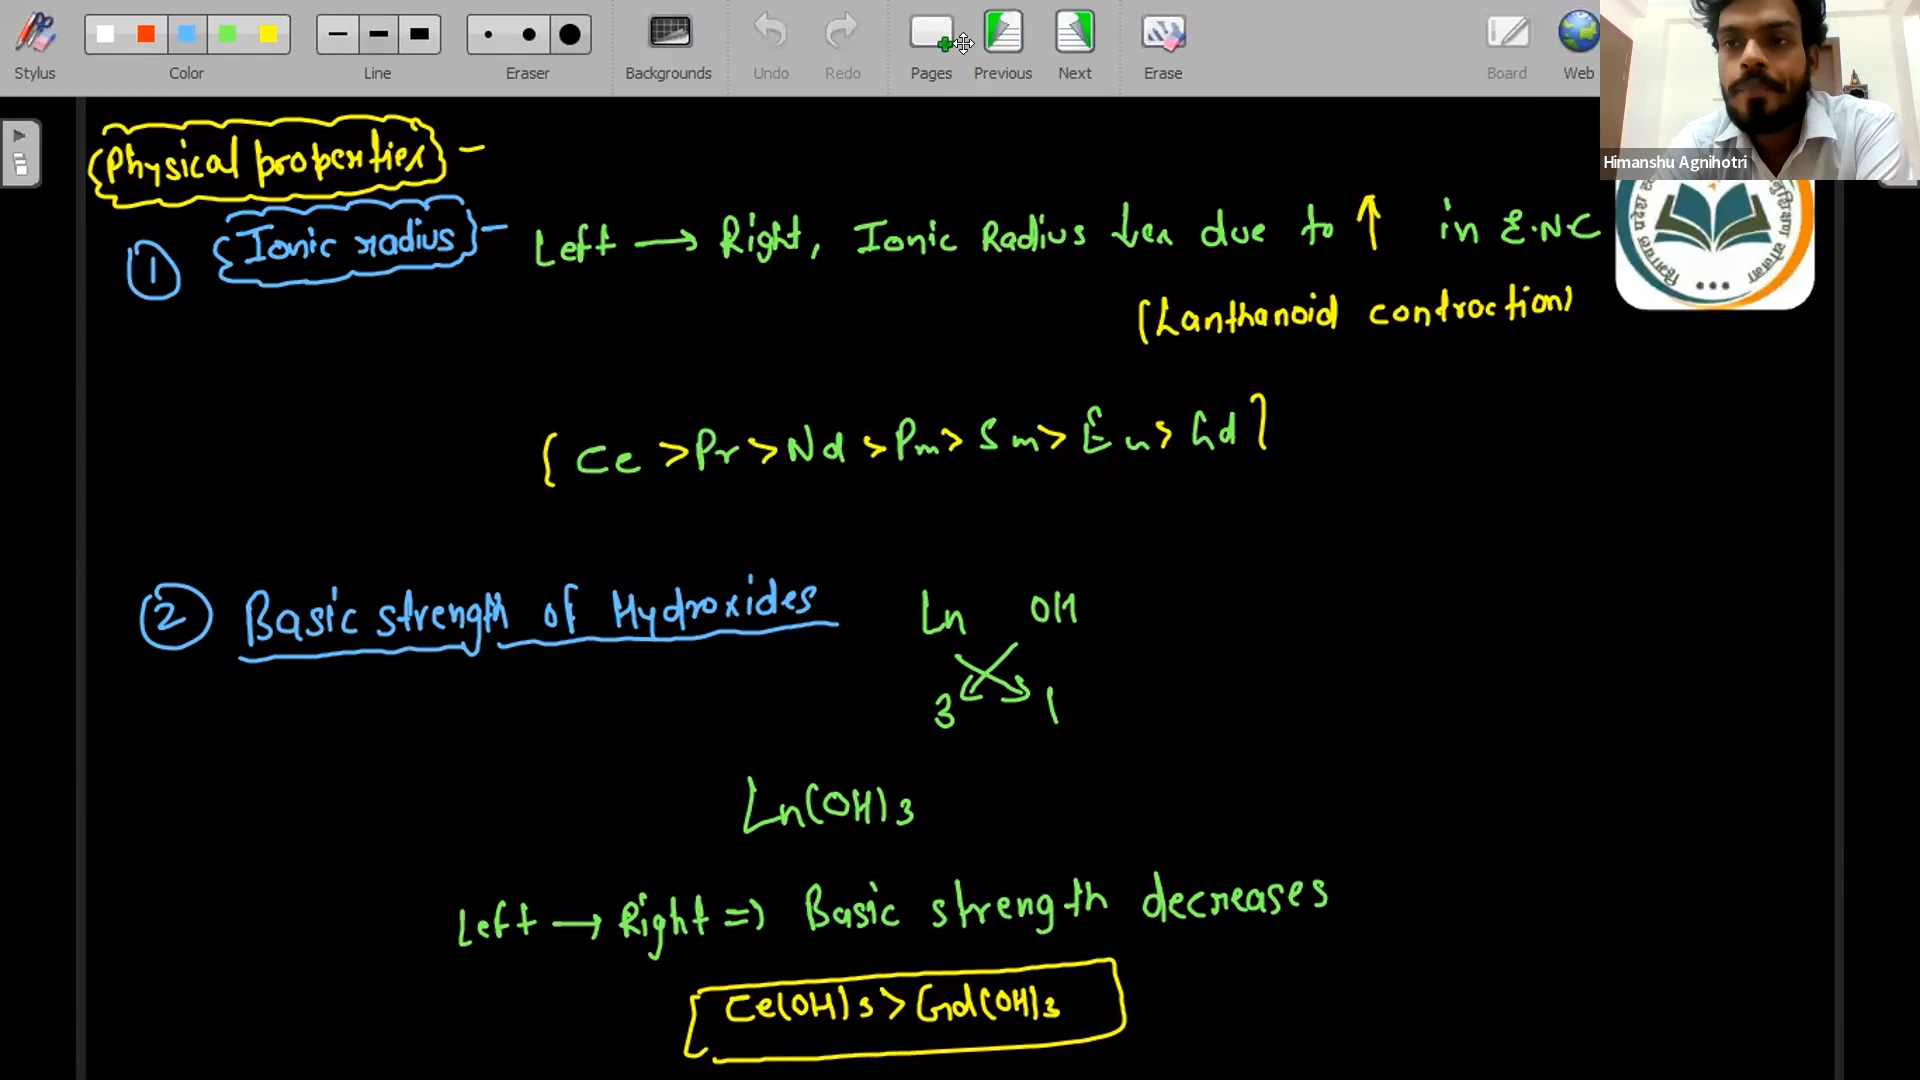 Stylus Color Line Eraser Backgrounds Undo Redo Pages Previous Next Erase Board Web
Himanshu Agnihotri
Physical properties -
① Ionic radius - Left → Right, Ionic Radius due to ↑ in E.N.C
(Lanthanoid contraction)
{ Ce > Pr > Nd > Pm > Sm > Eu > Gd }
② Basic strength of Hydroxides Ln OH
3 1
Ln(OH)3
Left → Right => Basic strength decreases
Ce(OH)3 > Gd(OH)3